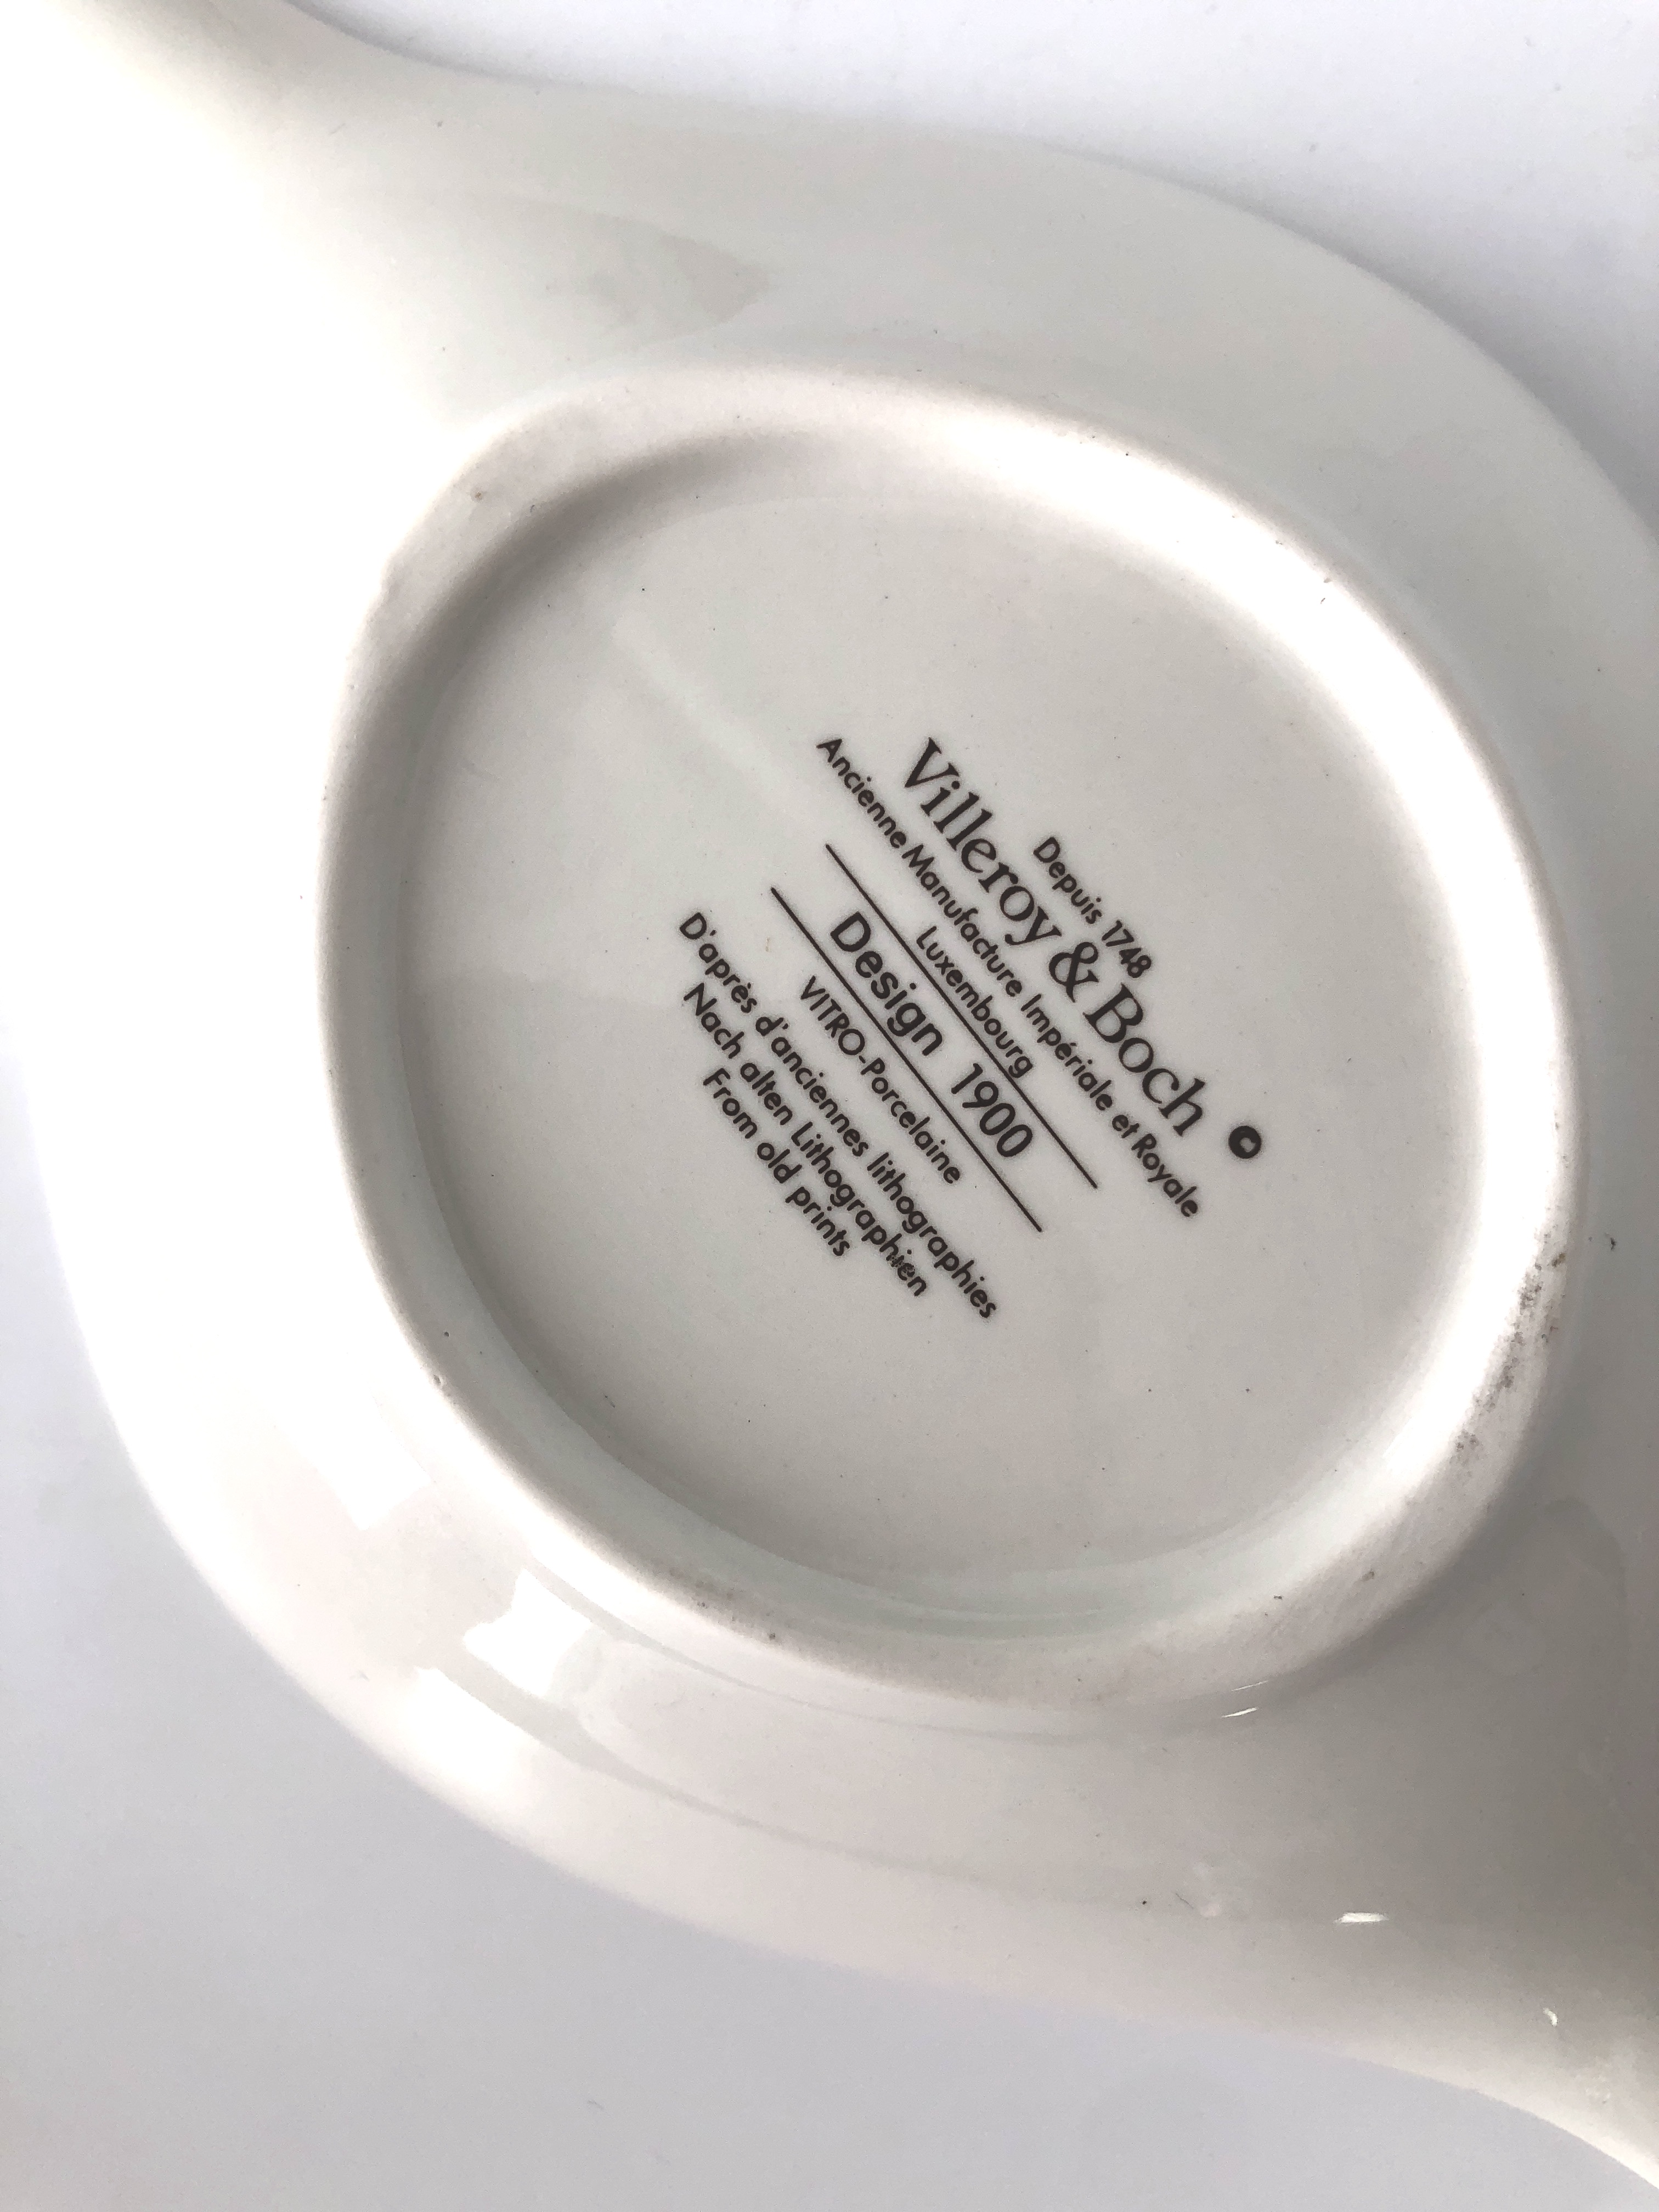 Depuis 1748
Villeroy & Boch ©
Ancienne Manufacture Impériale et Royale
Luxembourg
Design 1900
VITRO-Porcelaine
D'après d'anciennes lithographies
Nach alten Lithographien
From old prints